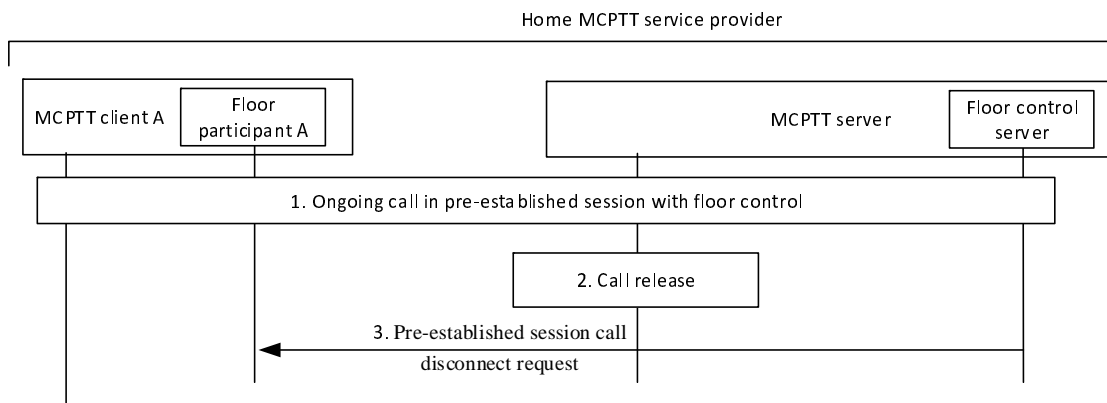 Home MCPTT service provider
MCPTT client A
Floor
participant A
MCPTT server
Floor control
server
1. Ongoing call in pre-established session with floor control
2. Call release
3. Pre-established session call
disconnect request